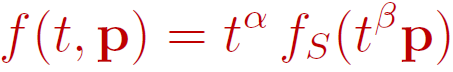 f(t, p) = t^α f_S(t^β p)